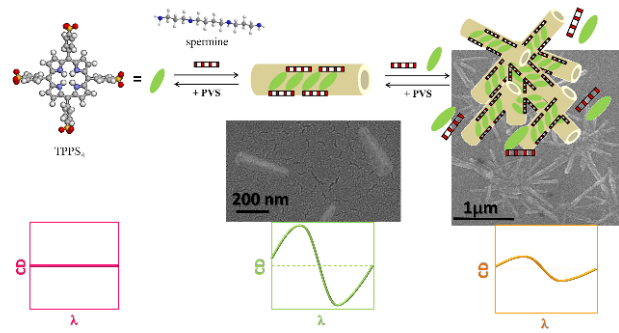 spermine
=
+ PVS
+ PVS
TPPS₄
200 nm
1μm
CD
λ
CD
λ
CD
λ